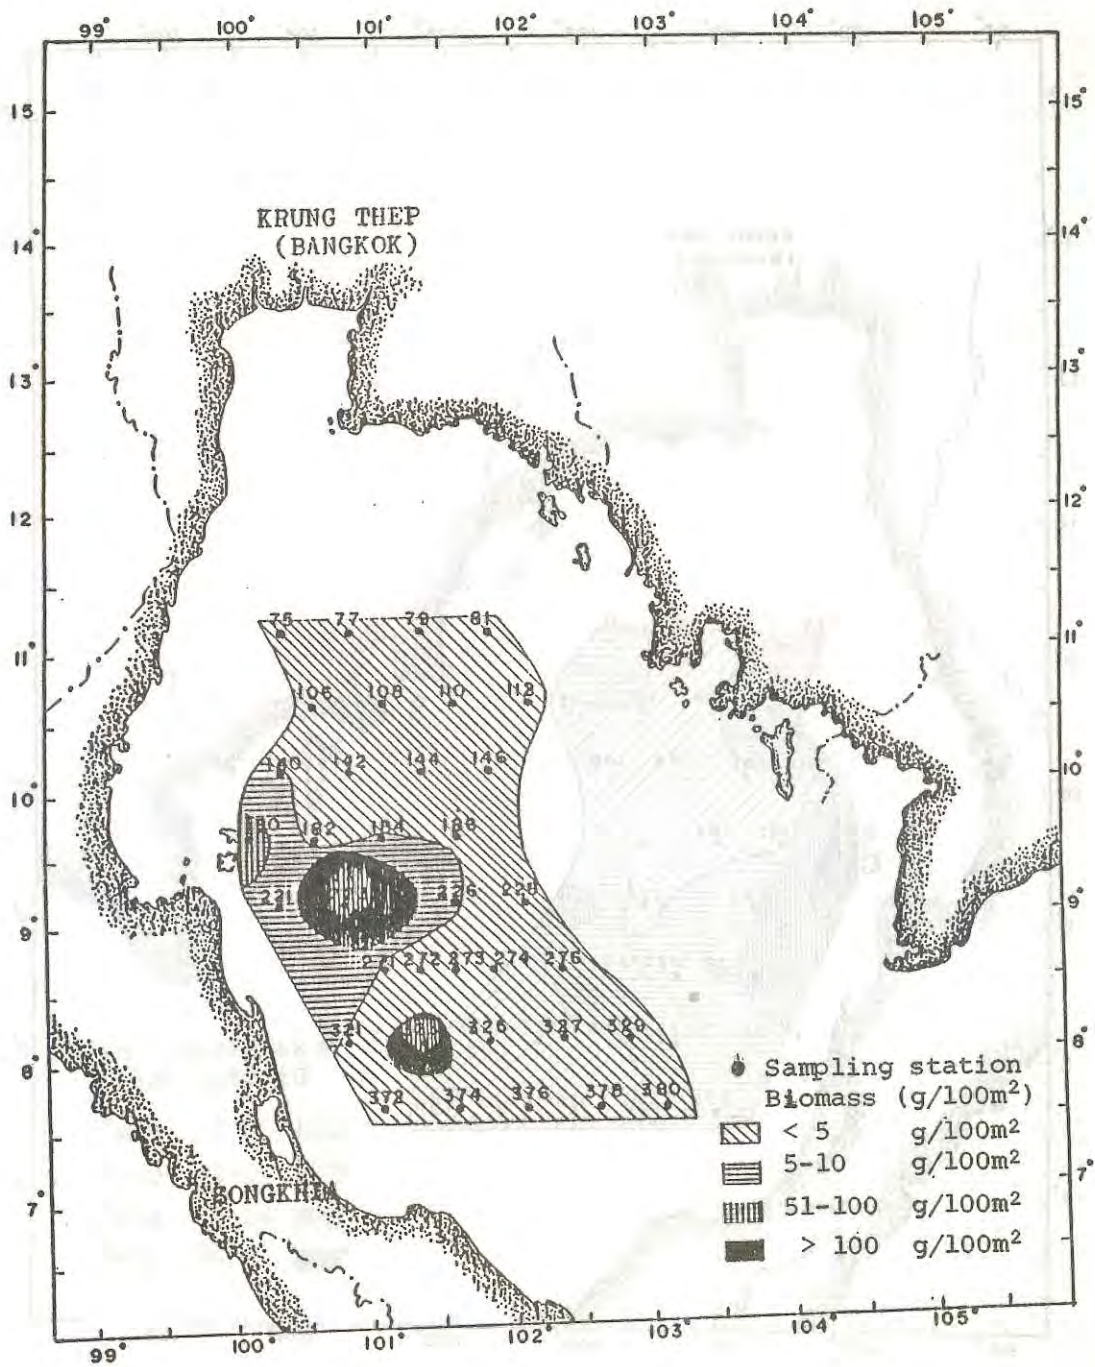 99° 100° 101° 102° 103° 104° 105°
15° 15°
KRUNG THEP
(BANGKOK)
14° 14°
13° 13°
12° 12°
75 77 79 81
11° 11°
106 108 110 112
140 142 144 146
10° 10°
182 184
221 226 228
9° 9°
271 272 273 274 275
321 326 327 329
8° 8°
Sampling station
Biomass (g/100m²)
372 374 376 378 380
< 5 g/100m²
5-10 g/100m²
7° 7°
SONGKHLA
51-100 g/100m²
> 100 g/100m²
99° 100° 101° 102° 103° 104° 105°